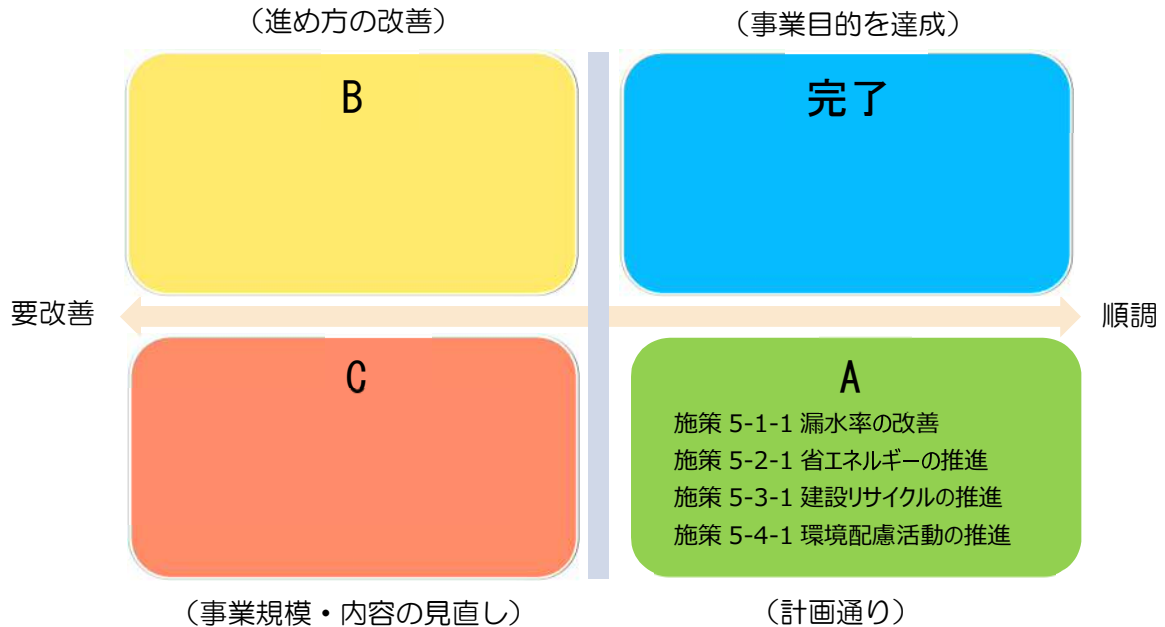 （進め方の改善）
（事業目的を達成）
B
完了
要改善
順調
C
A
施策 5-1-1 漏水率の改善
施策 5-2-1 省エネルギーの推進
施策 5-3-1 建設リサイクルの推進
施策 5-4-1 環境配慮活動の推進
（事業規模・内容の見直し）
（計画通り）